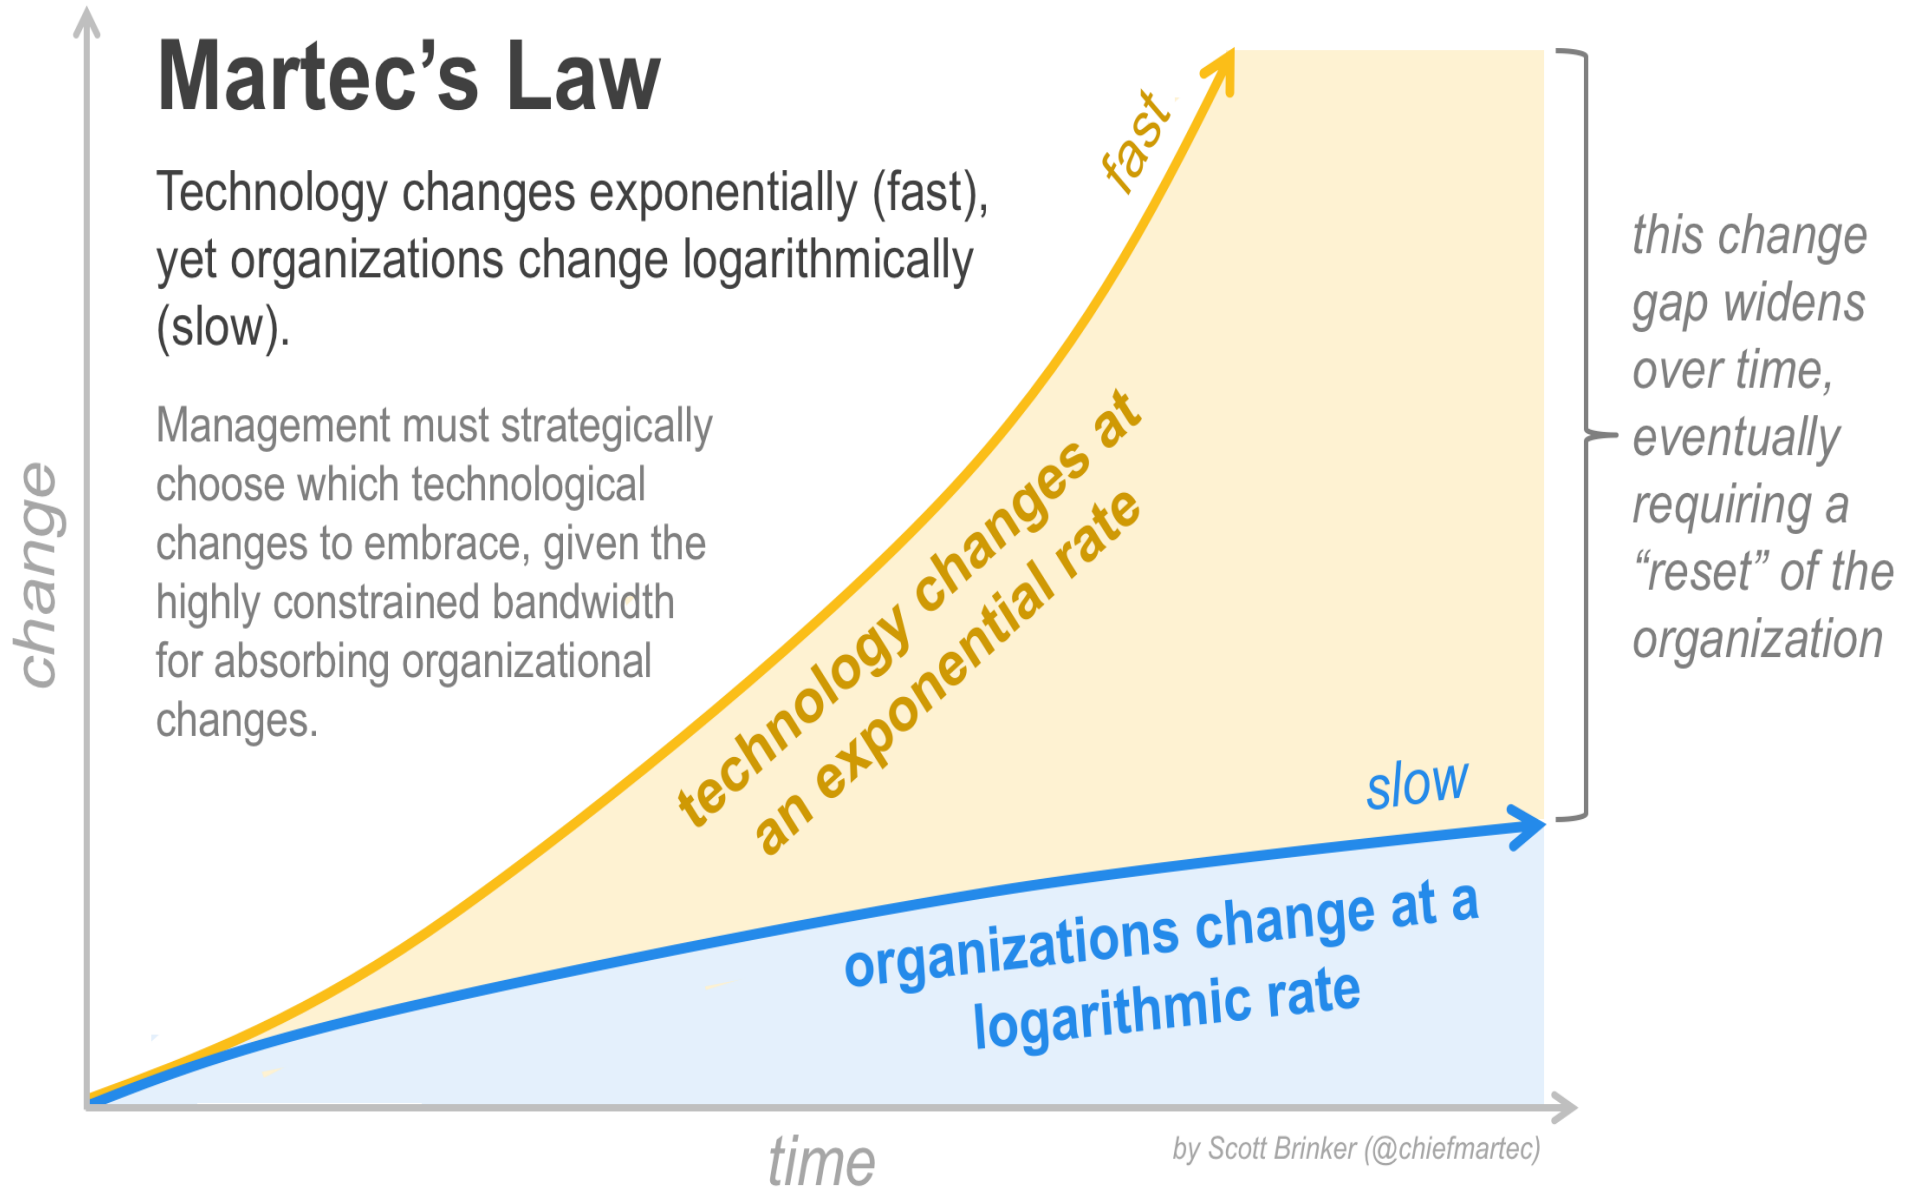 Martec’s Law
Technology changes exponentially (fast),
yet organizations change logarithmically
(slow).
Management must strategically
choose which technological
changes to embrace, given the
highly constrained bandwidth
for absorbing organizational
changes.
change
fast
technology changes at
an exponential rate
this change
gap widens
over time,
eventually
requiring a
“reset” of the
organization
slow
organizations change at a
logarithmic rate
time
by Scott Brinker (@chiefmartec)